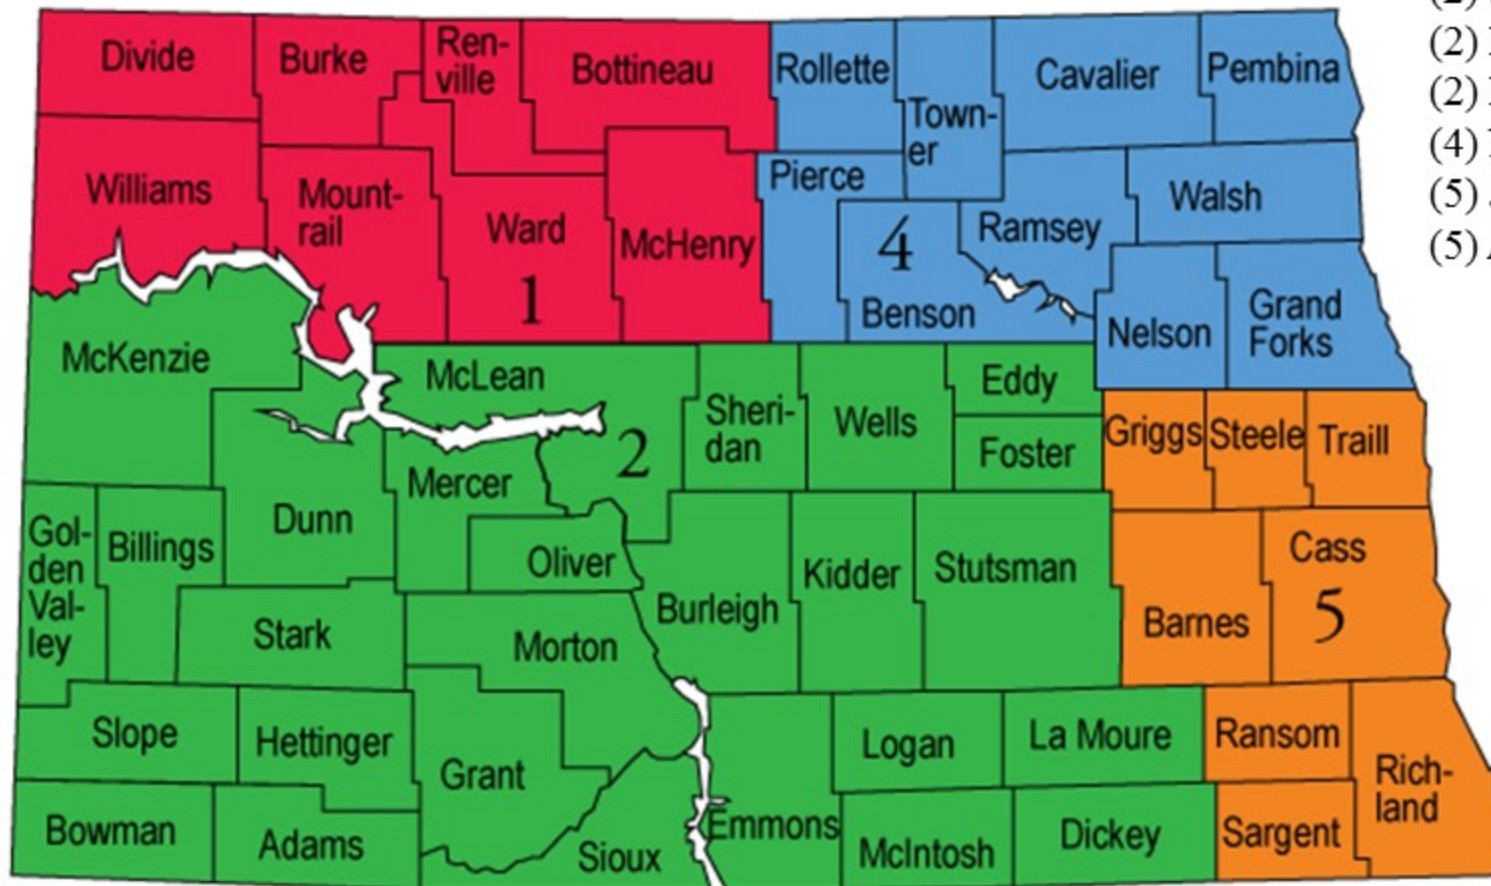 Divide
Burke
Ren-
ville
Bottineau
Rollette
Town-
er
Cavalier
Pembina
(2)
(2)
(4)
(5)
(5)
Williams
Mount-
rail
Ward
1
McHenry
Pierce
4
Benson
Ramsey
Walsh
Nelson
Grand
Forks
McKenzie
McLean
2
Sheri-
dan
Wells
Eddy
Foster
Griggs
Steele
Traill
Gol-
den
Val-
ley
Billings
Dunn
Mercer
Oliver
Burleigh
Kidder
Stutsman
Barnes
Cass
5
Stark
Morton
Slope
Hettinger
Grant
Logan
La Moure
Ransom
Rich-
land
Bowman
Adams
Sioux
Emmons
McIntosh
Dickey
Sargent